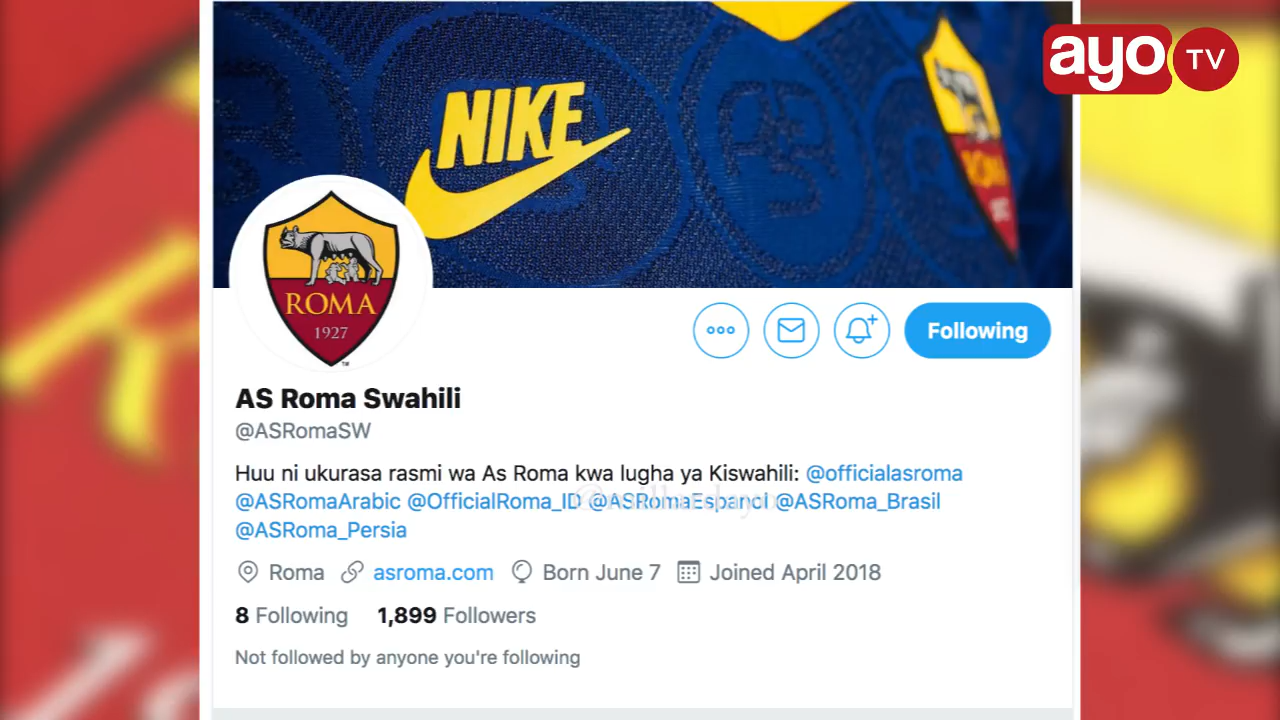 ayo TV
NIKE
ROMA
ROMA
1927
Following
AS Roma Swahili
@ASRomaSW
Huu ni ukurasa rasmi wa As Roma kwa lugha ya Kiswahili: @officialasroma
@ASRomaArabic @OfficialRoma_ID @ASRomaEspanol @ASRoma_Brasil
@ASRoma_Persia
Roma asroma.com Born June 7 Joined April 2018
8 Following 1,899 Followers
Not followed by anyone you're following